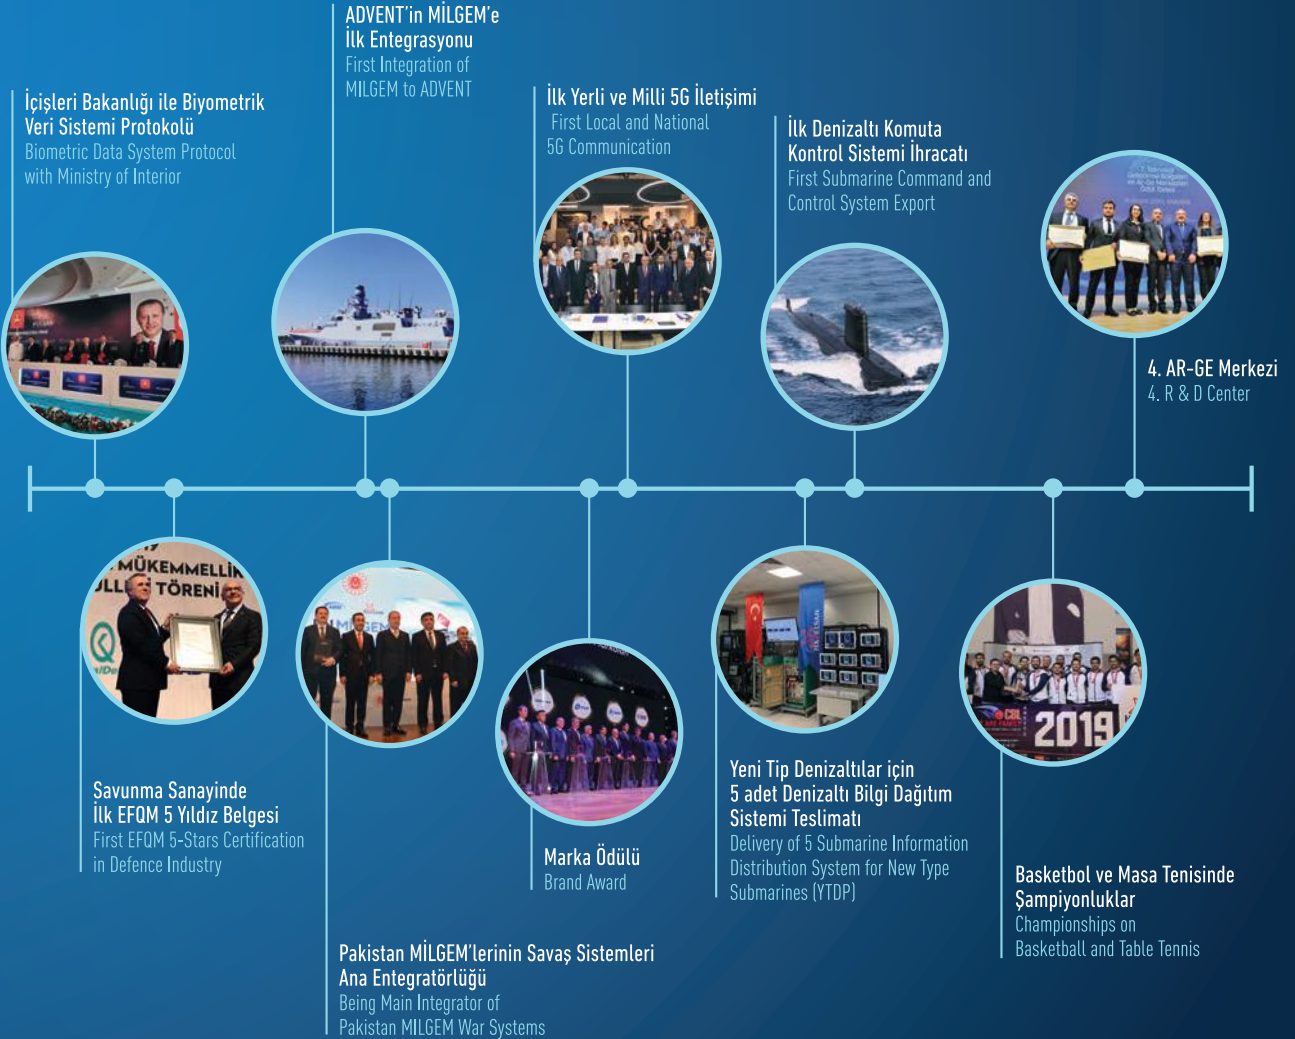 ADVENT'in MİLGEM'e
İlk Entegrasyonu
First Integration of
MILGEM to ADVENT
İçişleri Bakanlığı ile Biyometrik
Veri Sistemi Protokolü
Biometric Data System Protocol
with Ministry of Interior
İlk Yerli ve Milli 5G İletişimi
First Local and National
5G Communication
İlk Denizaltı Komuta
Kontrol Sistemi İhracatı
First Submarine Command and
Control System Export
4. AR-GE Merkezi
4. R & D Center
MÜKEMMELLİK
TÖRENİ
Savunma Sanayinde
İlk EFQM 5 Yıldız Belgesi
First EFQM 5-Stars Certification
in Defence Industry
Pakistan MİLGEM'lerinin Savaş Sistemleri
Ana Entegratörlüğü
Being Main Integrator of
Pakistan MILGEM War Systems
Marka Ödülü
Brand Award
Yeni Tip Denizaltılar için
5 adet Denizaltı Bilgi Dağıtım
Sistemi Teslimatı
Delivery of 5 Submarine Information
Distribution System for New Type
Submarines (YTDP)
CBL
2019
Basketbol ve Masa Tenisinde
Şampiyonluklar
Championships on
Basketball and Table Tennis